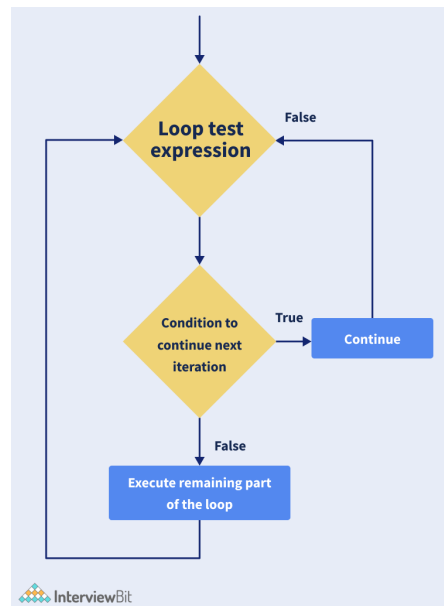 False
Loop test
expression
True
Condition to
continue next
iteration
Continue
False
Execute remaining part
of the loop
InterviewBit